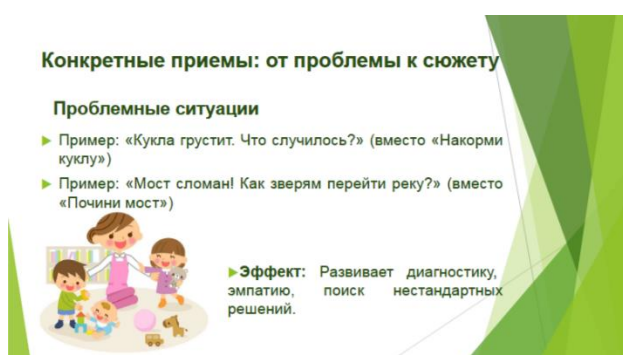 Конкретные приемы: от проблемы к сюжету
Проблемные ситуации
Пример: «Кукла грустит. Что случилось?» (вместо «Накорми
куклу»)
Пример: «Мост сломан! Как зверям перейти реку?» (вместо
«Почини мост»)
Эффект: Развивает диагностику,
эмпатию, поиск нестандартных
решений.